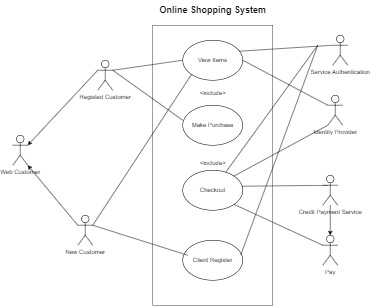 Online Shopping System
View Items
Service Authentication
<include>
Registed Customer
Make Purchase
Identity Provider
<include>
Web Customer
Checkout
Credit Payment Service
New Customer
Client Register
Pay